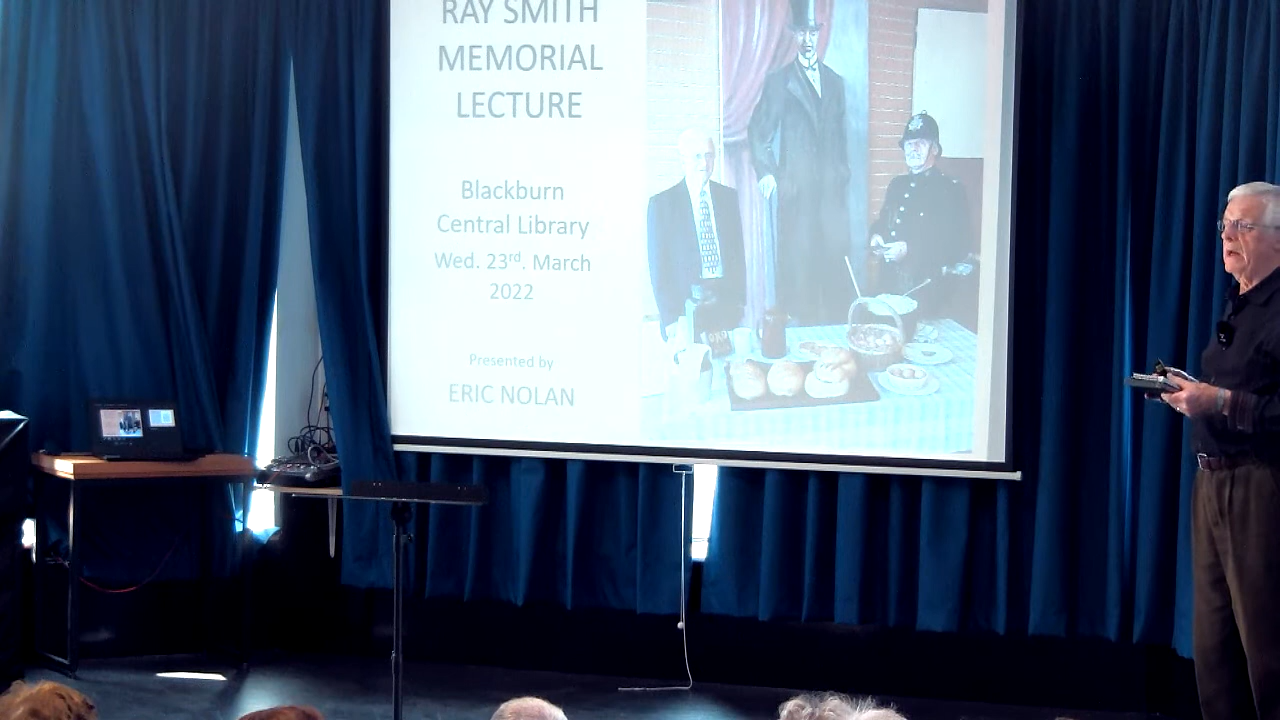 RAY SMITH
MEMORIAL
LECTURE
Blackburn
Central Library
Wed. 23rd. March
2022
Presented by
ERIC NOLAN